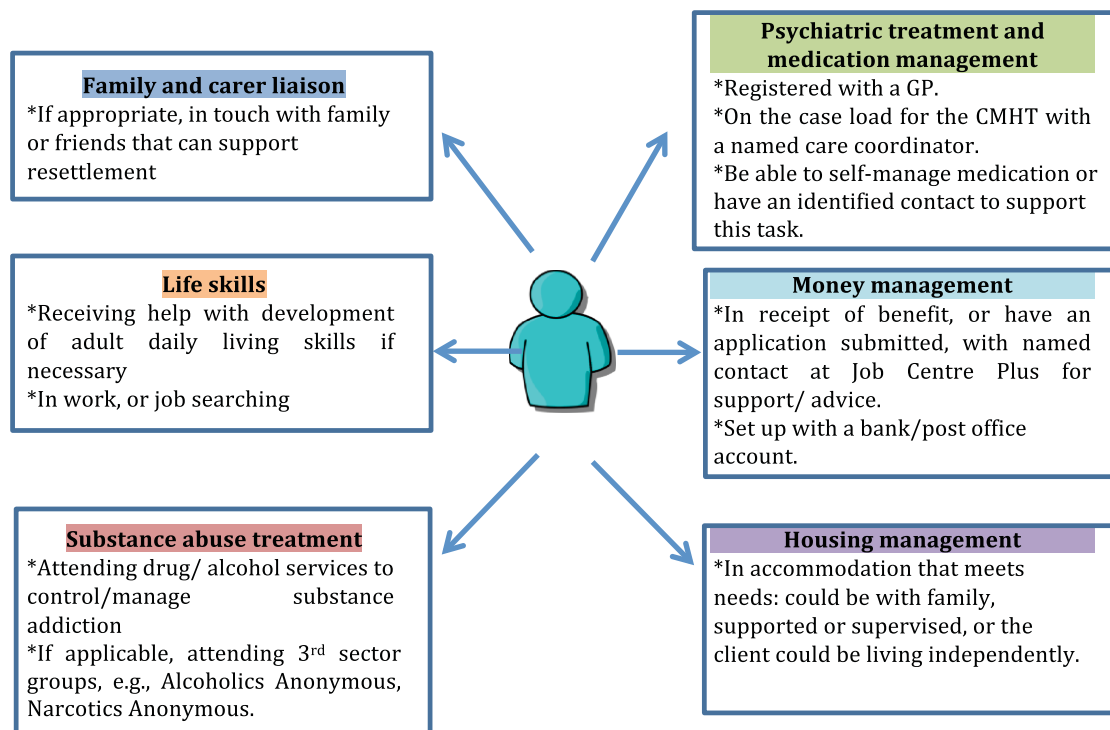 Family and carer liaison
*If appropriate, in touch with family
or friends that can support
resettlement
Psychiatric treatment and
medication management
*Registered with a GP.
*On the case load for the CMHT with
a named care coordinator.
*Be able to self-manage medication or
have an identified contact to support
this task.
Life skills
*Receiving help with development
of adult daily living skills if
necessary
*In work, or job searching
Money management
*In receipt of benefit, or have an
application submitted, with named
contact at Job Centre Plus for
support/ advice.
*Set up with a bank/post office
account.
Substance abuse treatment
*Attending drug/ alcohol services to
control/manage substance
addiction
*If applicable, attending 3rd sector
groups, e.g., Alcoholics Anonymous,
Narcotics Anonymous.
Housing management
*In accommodation that meets
needs: could be with family,
supported or supervised, or the
client could be living independently.